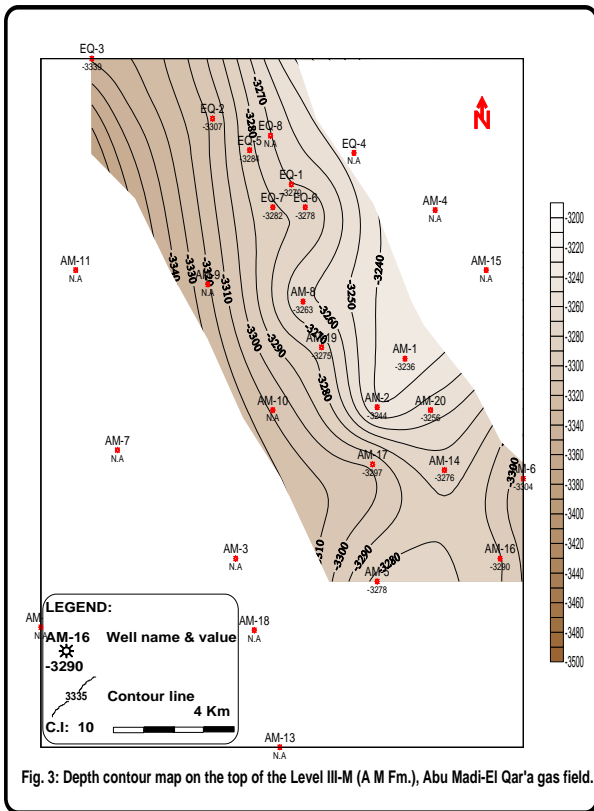 EQ-3
-3339
EQ-2
-3307
EQ-8
N.A
EQ-5
-3284
EQ-4
N.A
EQ-1
-3270
EQ-7
-3282
EQ-6
-3278
AM-4
N.A
AM-11
N.A
AM-9
N.A
AM-15
N.A
AM-8
-3263
AM-19
-3275
AM-1
-3236
AM-10
N.A
AM-2
-3244
AM-20
-3256
AM-7
N.A
AM-17
-3297
AM-14
-3276
AM-6
-3304
AM-3
N.A
AM-16
-3290
AM-5
-3278
AM-18
N.A
AM-13
N.A
-3270
-3280
-3240
-3250
-3260
-3270
-3280
-3290
-3300
-3310
-3330
-3340
-3300
-3290
-3280
-3300
N
-3200
-3220
-3240
-3260
-3280
-3300
-3320
-3340
-3360
-3380
-3400
-3420
-3440
-3460
-3480
-3500
LEGEND:
AM-16 Well name & value
-3290
3335 Contour line
4 Km
C.I: 10
Fig. 3: Depth contour map on the top of the Level III-M (A M Fm.), Abu Madi-El Qar'a gas field.